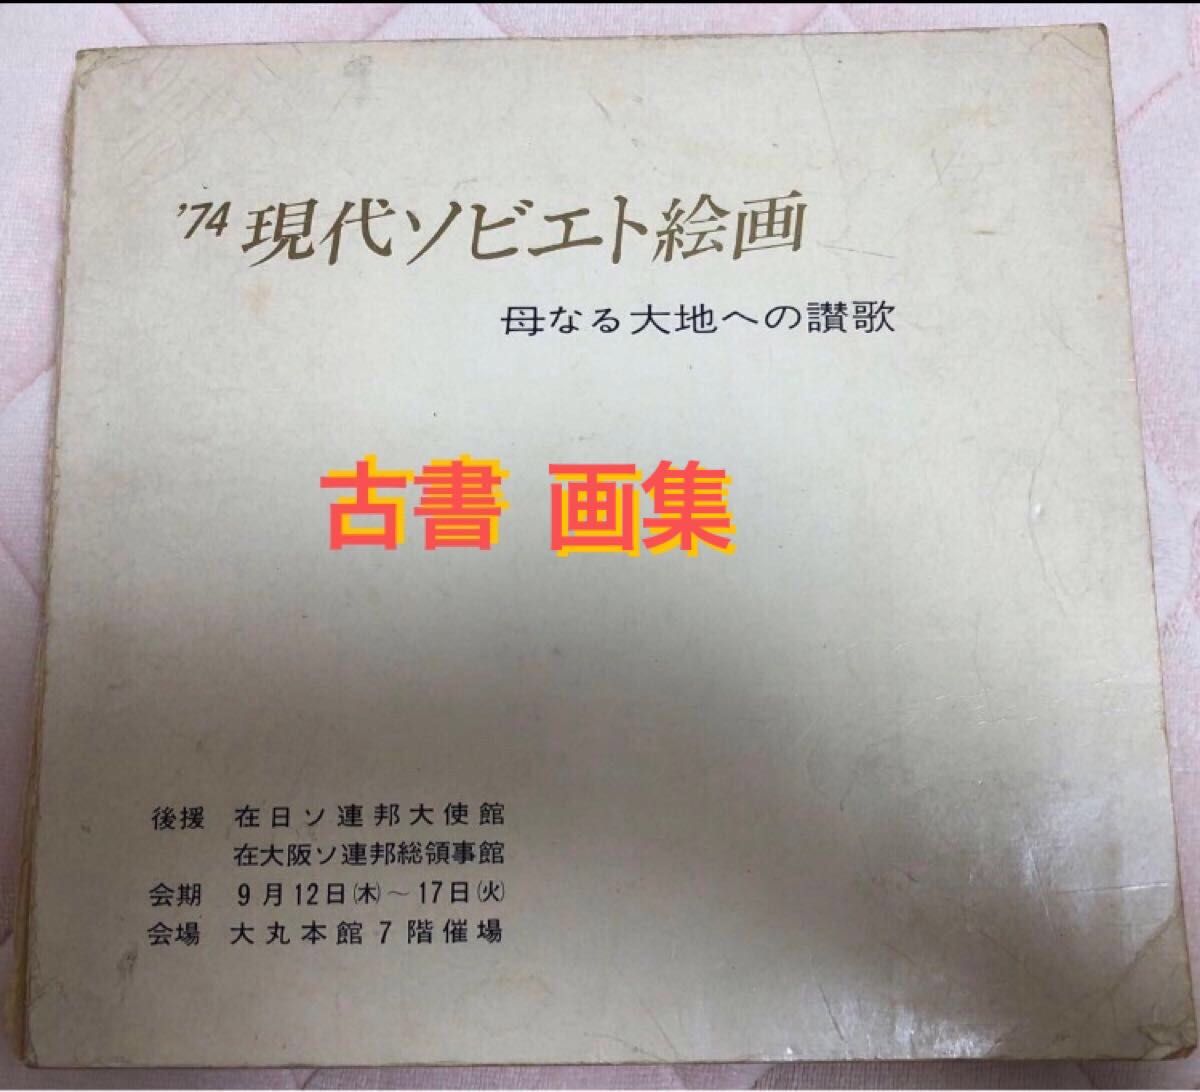 '74 現代ソビエト絵画
母なる大地への讃歌
古書 画集
後援 在日ソ連邦大使館
在大阪ソ連邦総領事館
会期 9月12日(木)～17日(火)
会場 大丸本館7階催場